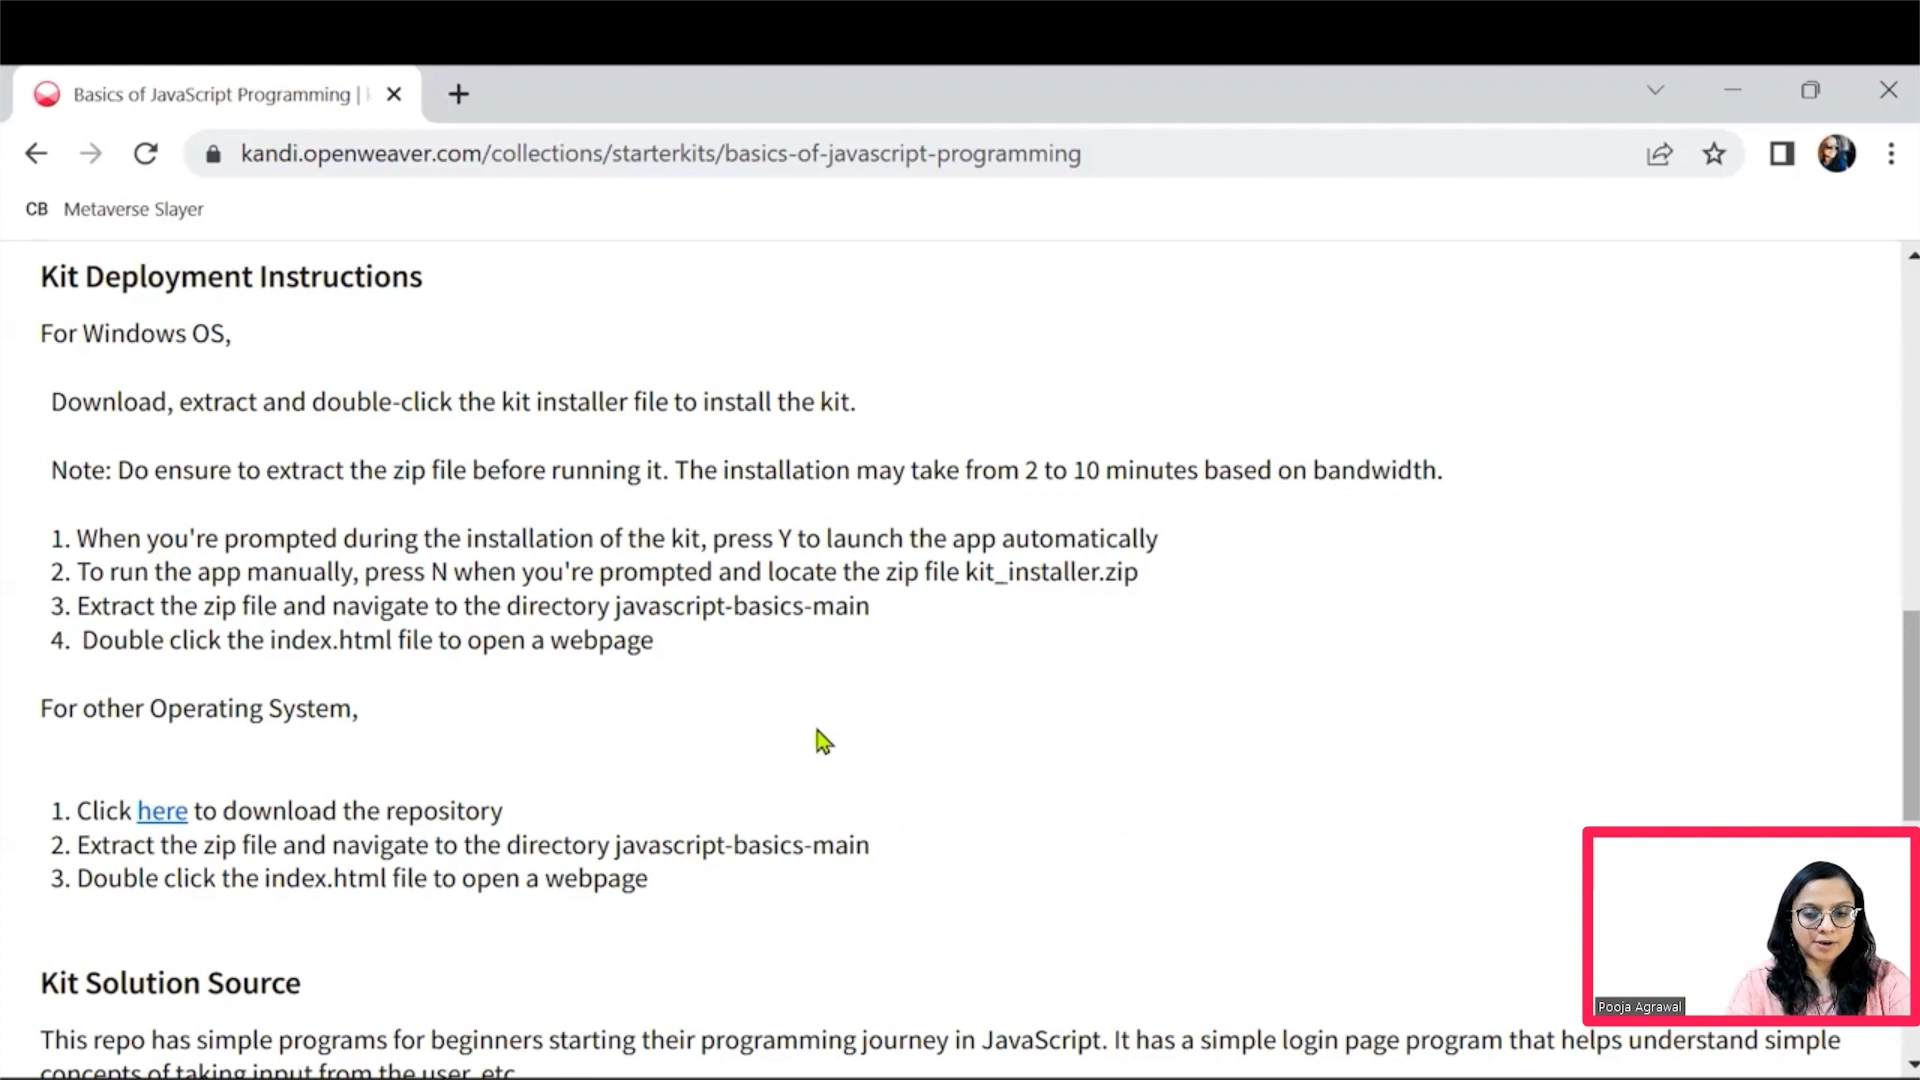 Basics of JavaScript Programming |
kandi.openweaver.com/collections/starterkits/basics-of-javascript-programming
CB Metaverse Slayer
Kit Deployment Instructions
For Windows OS,
Download, extract and double-click the kit installer file to install the kit.
Note: Do ensure to extract the zip file before running it. The installation may take from 2 to 10 minutes based on bandwidth.
1. When you're prompted during the installation of the kit, press Y to launch the app automatically
2. To run the app manually, press N when you're prompted and locate the zip file kit_installer.zip
3. Extract the zip file and navigate to the directory javascript-basics-main
4. Double click the index.html file to open a webpage
For other Operating System,
1. Click here to download the repository
2. Extract the zip file and navigate to the directory javascript-basics-main
3. Double click the index.html file to open a webpage
Kit Solution Source
Pooja Agrawal
This repo has simple programs for beginners starting their programming journey in JavaScript. It has a simple login page program that helps understand simple
concepts of taking input from the user, etc